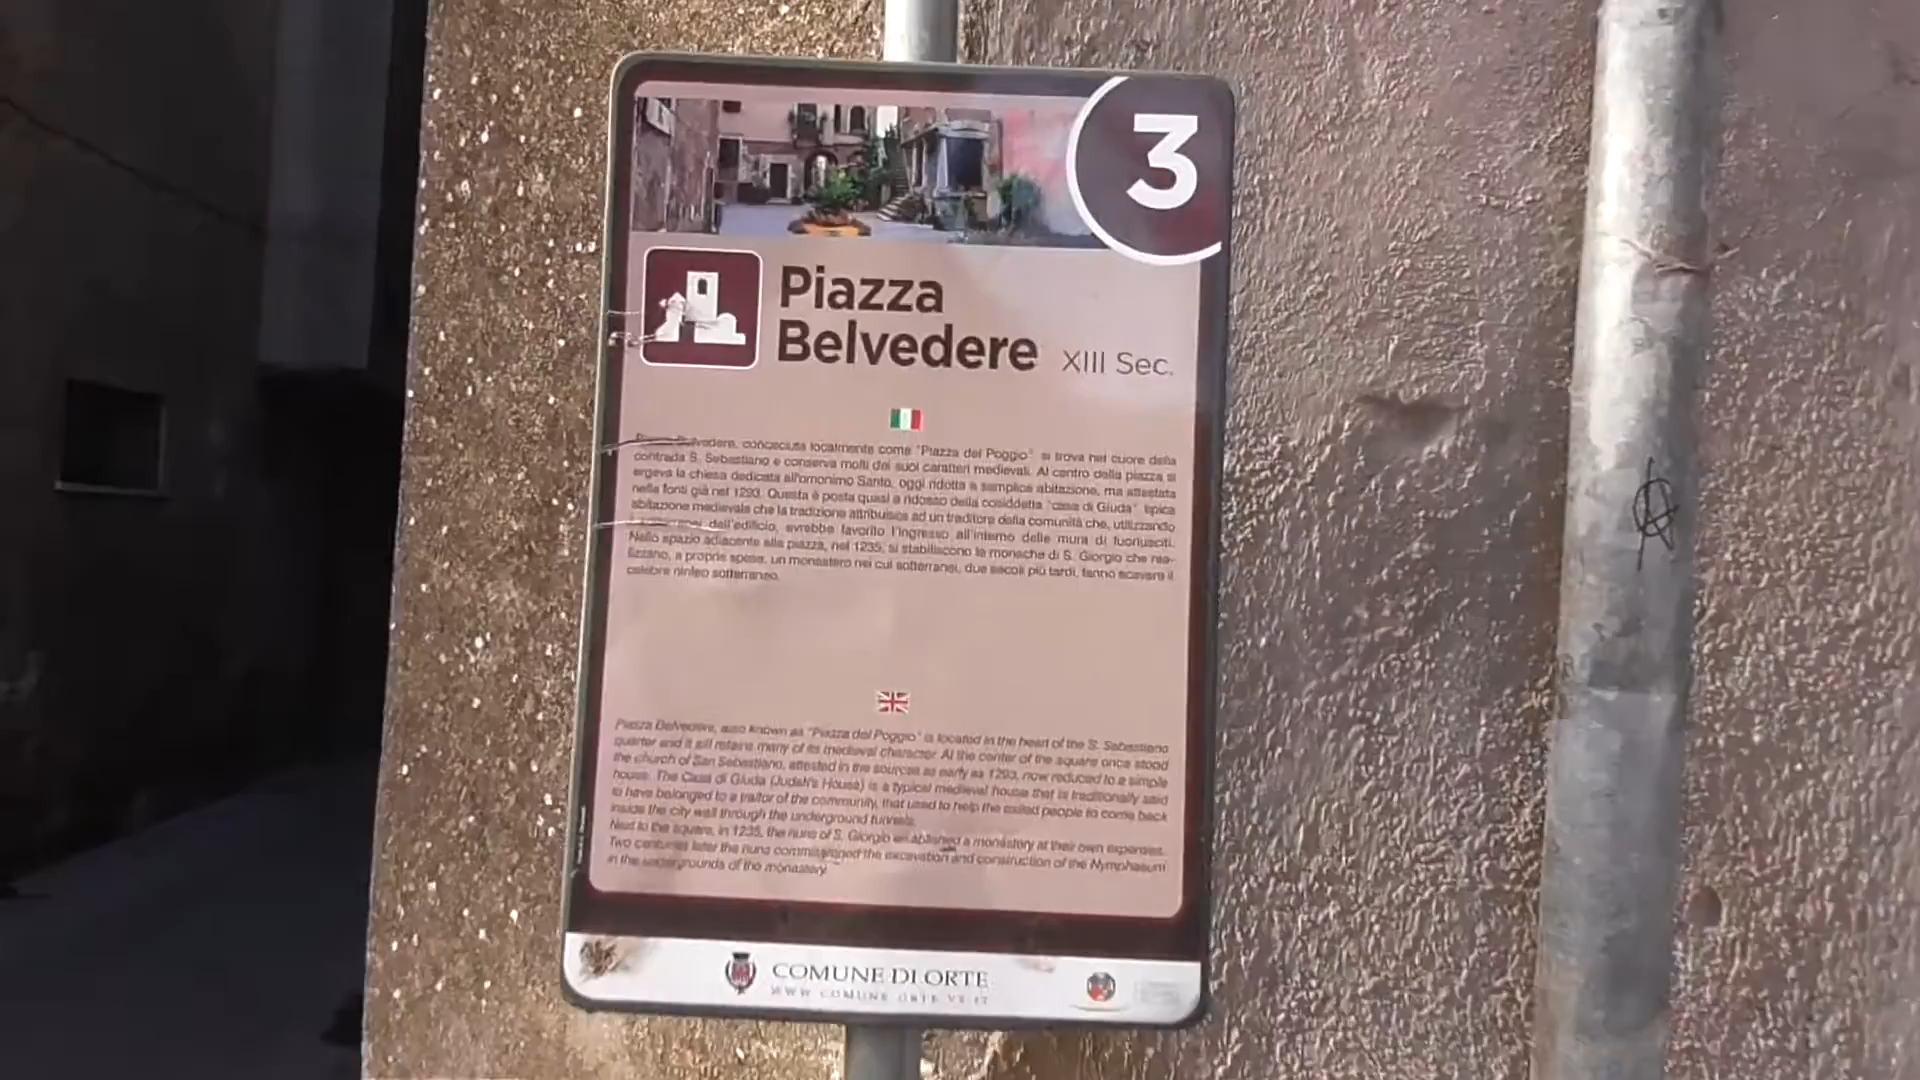 3
Piazza
Belvedere XIII Sec.
Belvedere, conosciuta localmente come "Piazza del Poggio" si trova nel cuore della
contrada S. Sebastiano e conserva molti dei suoi caratteri medievali. Al centro della piazza si
ergeva la chiesa dedicata all'omonimo Santo, oggi ridotta a semplice abitazione, ma attestata
nelle fonti già nel 1293. Questa è posta quasi a ridosso della cosiddetta "casa di Giuda" tipica
abitazione medievale che la tradizione attribuisce ad un traditore della comunità che, utilizzando
dall'edificio, avrebbe favorito l'ingresso all'interno delle mura di fuoriusciti.
Nello spazio adiacente alla piazza, nel 1235, si stabiliscono le monache di S. Giorgio che rea-
lizzano, a proprie spese, un monastero nei cui sotterranei, due secoli più tardi, fanno scavare il
celebre ninfeo sotterraneo.
Piazza Belvedere, also known as "Piazza del Poggio" is located in the heart of the S. Sebastiano
quarter and it still retains many of its medieval character. At the center of the square once stood
the church of San Sebastiano, attested in the sources as early as 1293, now reduced to a simple
house. The Casa di Giuda (Judah's House) is a typical medieval house that is traditionally said
to have belonged to a traitor of the community, that used to help the exiled people to come back
inside the city wall through the underground tunnels.
Next to the square, in 1235, the nuns of S. Giorgio established a monastery at their own expenses.
Two centuries later the nuns commissioned the excavation and construction of the Nymphaeum
in the undergrounds of the monastery.
COMUNE DI ORTE
WWW.COMUNE.ORTE.VT.IT